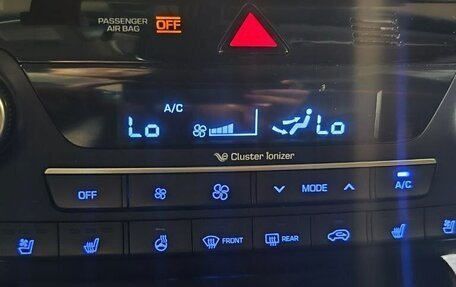 PASSENGER
AIR BAG OFF
A/C
Lo Lo
Cluster Ionizer
OFF MODE A/C
FRONT REAR